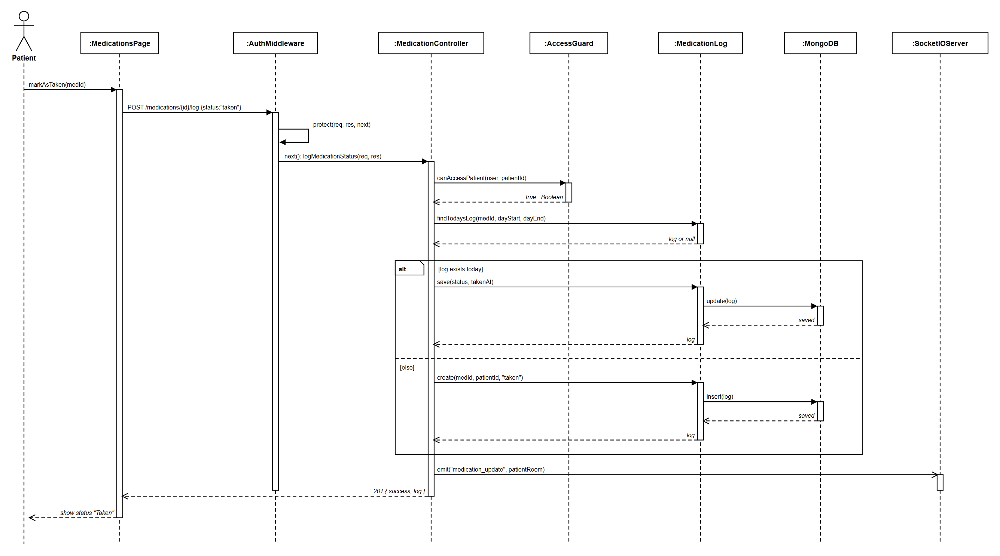 Patient
:MedicationsPage
:AuthMiddleware
:MedicationController
:AccessGuard
:MedicationLog
:MongoDB
:SocketIOServer
markAsTaken(medId)
POST /medications/{id}/log {status:"taken"}
protect(req, res, next)
next(): logMedicationStatus(req, res)
canAccessPatient(user, patientId)
true : Boolean
findTodaysLog(medId, dayStart, dayEnd)
log or null
alt
[log exists today]
save(status, takenAt)
update(log)
saved
log
[else]
create(medId, patientId, "taken")
insert(log)
saved
log
emit("medication_update", patientRoom)
201 { success, log }
show status "Taken"